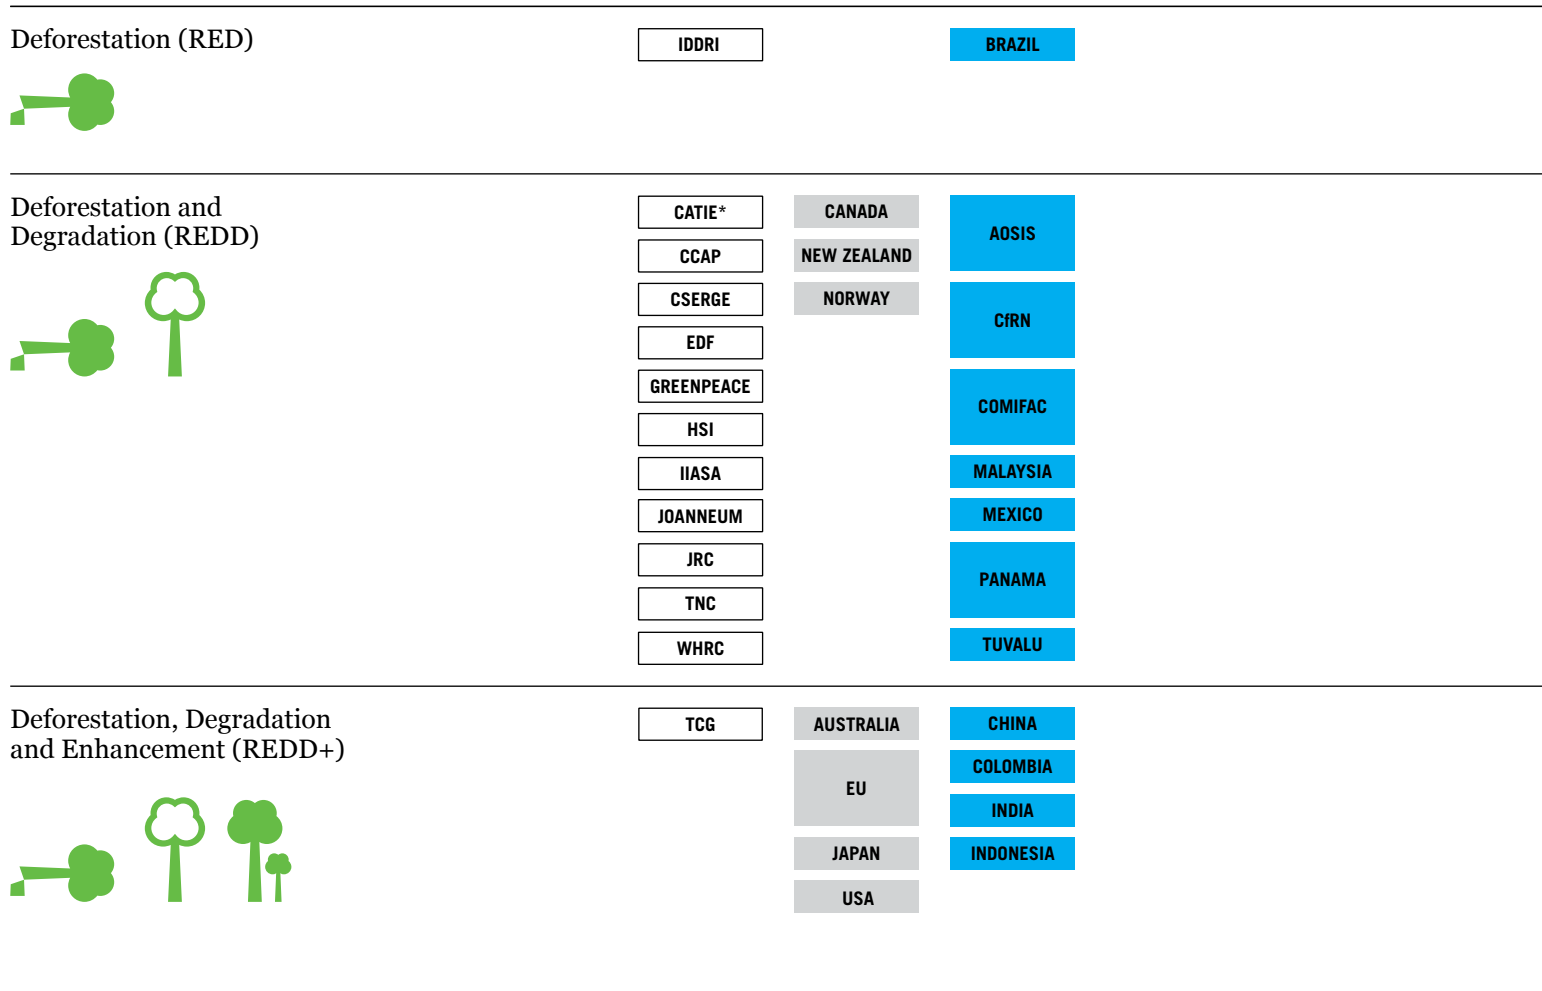 Deforestation (RED)
IDDRI
BRAZIL
Deforestation and
Degradation (REDD)
CATIE*
CCAP
CSERGE
EDF
GREENPEACE
HSI
IIASA
JOANNEUM
JRC
TNC
WHRC
CANADA
NEW ZEALAND
NORWAY
AOSIS
CfRN
COMIFAC
MALAYSIA
MEXICO
PANAMA
TUVALU
Deforestation, Degradation
and Enhancement (REDD+)
TCG
AUSTRALIA
EU
JAPAN
USA
CHINA
COLOMBIA
INDIA
INDONESIA